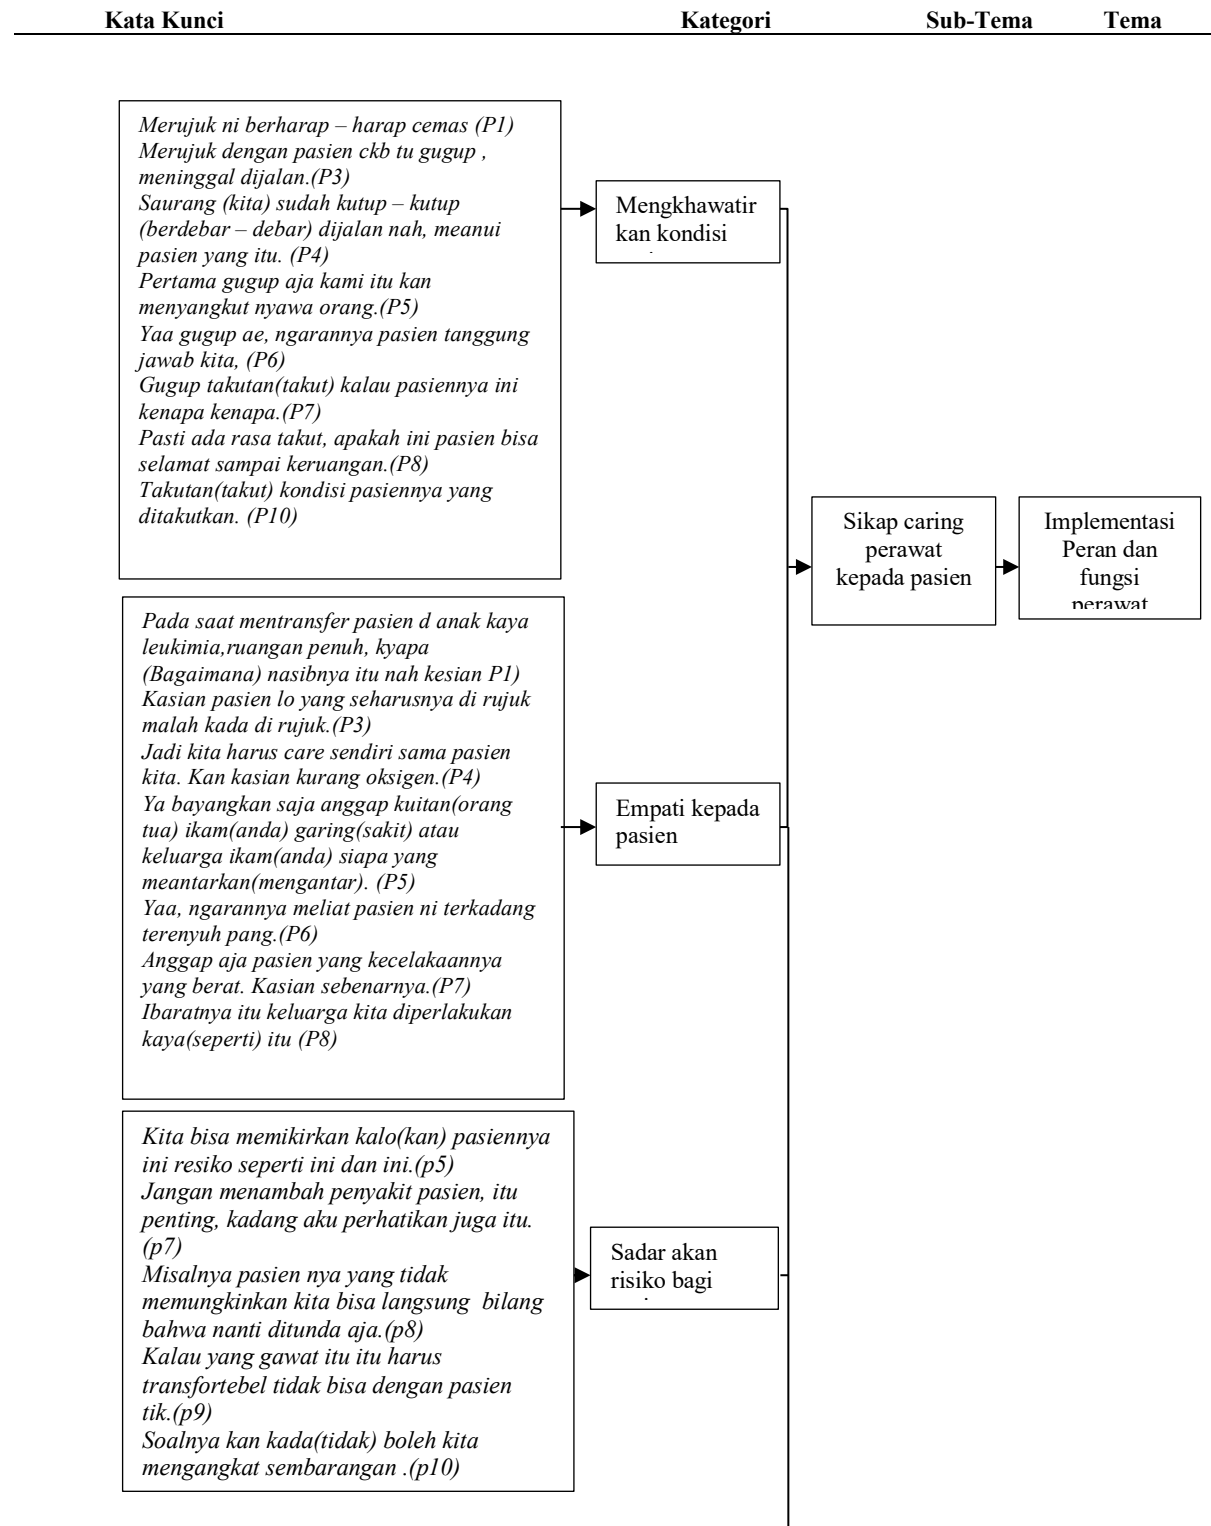 Kata Kunci Kategori Sub-Tema Tema
Merujuk ni berharap – harap cemas (P1)
Merujuk dengan pasien ckb tu gugup ,
meninggal dijalan.(P3)
Saurang (kita) sudah kutup – kutup
(berdebar – debar) dijalan nah, meanui
pasien yang itu. (P4)
Pertama gugup aja kami itu kan
menyangkut nyawa orang.(P5)
Yaa gugup ae, ngarannya pasien tanggung
jawab kita, (P6)
Gugup takutan(takut) kalau pasiennya ini
kenapa kenapa.(P7)
Pasti ada rasa takut, apakah ini pasien bisa
selamat sampai keruangan.(P8)
Takutan(takut) kondisi pasiennya yang
ditakutkan. (P10)
Mengkhawatir
kan kondisi
Sikap caring
perawat
kepada pasien
Implementasi
Peran dan
fungsi
perawat
Pada saat mentransfer pasien d anak kaya
leukimia,ruangan penuh, kyapa
(Bagaimana) nasibnya itu nah kesian P1)
Kasian pasien lo yang seharusnya di rujuk
malah kada di rujuk.(P3)
Jadi kita harus care sendiri sama pasien
kita. Kan kasian kurang oksigen.(P4)
Ya bayangkan saja anggap kuitan(orang
tua) ikam(anda) garing(sakit) atau
keluarga ikam(anda) siapa yang
meantarkan(mengantar). (P5)
Yaa, ngarannya meliat pasien ni terkadang
terenyuh pang.(P6)
Anggap aja pasien yang kecelakaannya
yang berat. Kasian sebenarnya.(P7)
Ibaratnya itu keluarga kita diperlakukan
kaya(seperti) itu (P8)
Empati kepada
pasien
Kita bisa memikirkan kalo(kan) pasiennya
ini resiko seperti ini dan ini.(p5)
Jangan menambah penyakit pasien, itu
penting, kadang aku perhatikan juga itu.
(p7)
Misalnya pasien nya yang tidak
memungkinkan kita bisa langsung  bilang
bahwa nanti ditunda aja.(p8)
Kalau yang gawat itu itu harus
transfortebel tidak bisa dengan pasien
tik.(p9)
Soalnya kan kada(tidak) boleh kita
mengangkat sembarangan .(p10)
Sadar akan
risiko bagi